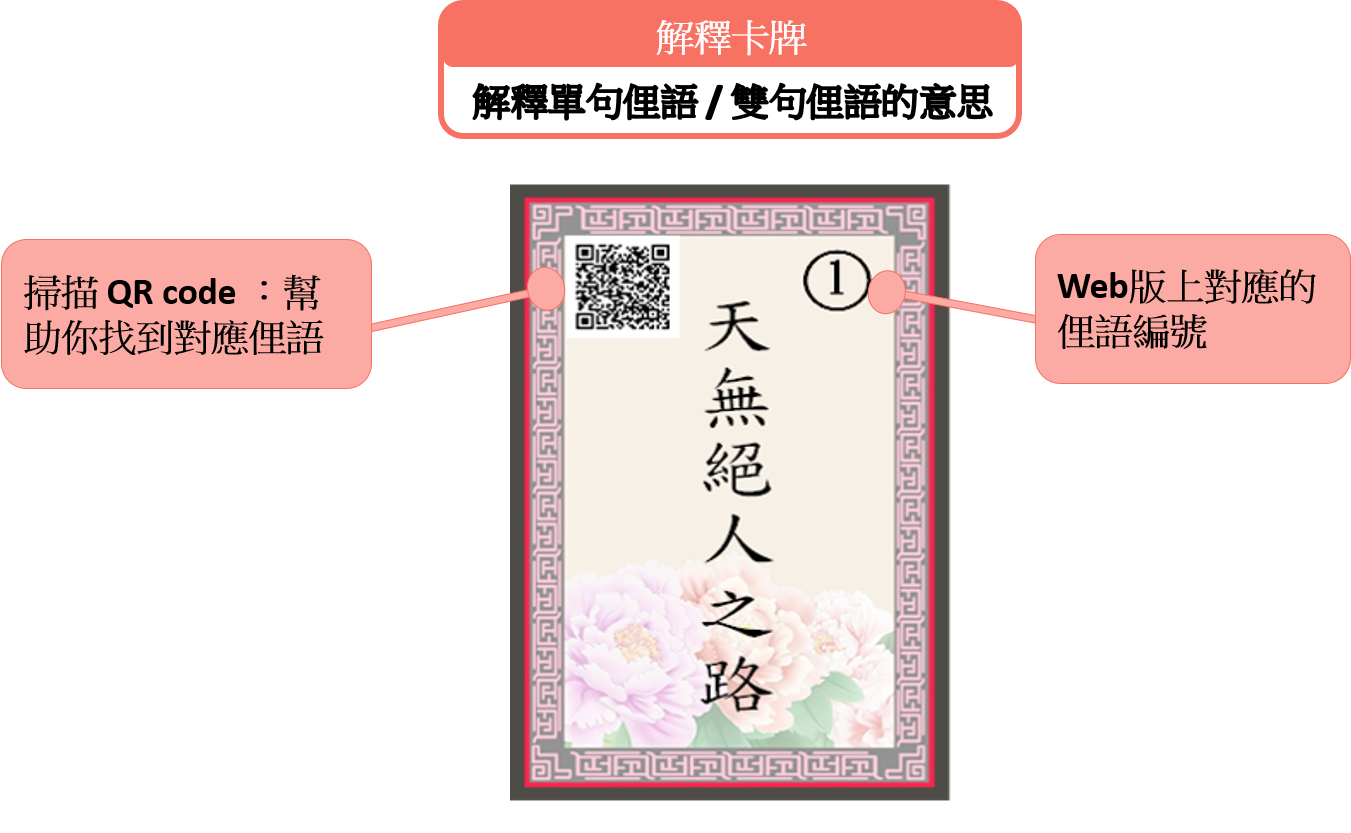 解釋卡牌
解釋單句俚語 / 雙句俚語的意思
掃描 QR code ：幫
助你找到對應俚語
1
天無絕人之路
Web版上對應的
俚語編號